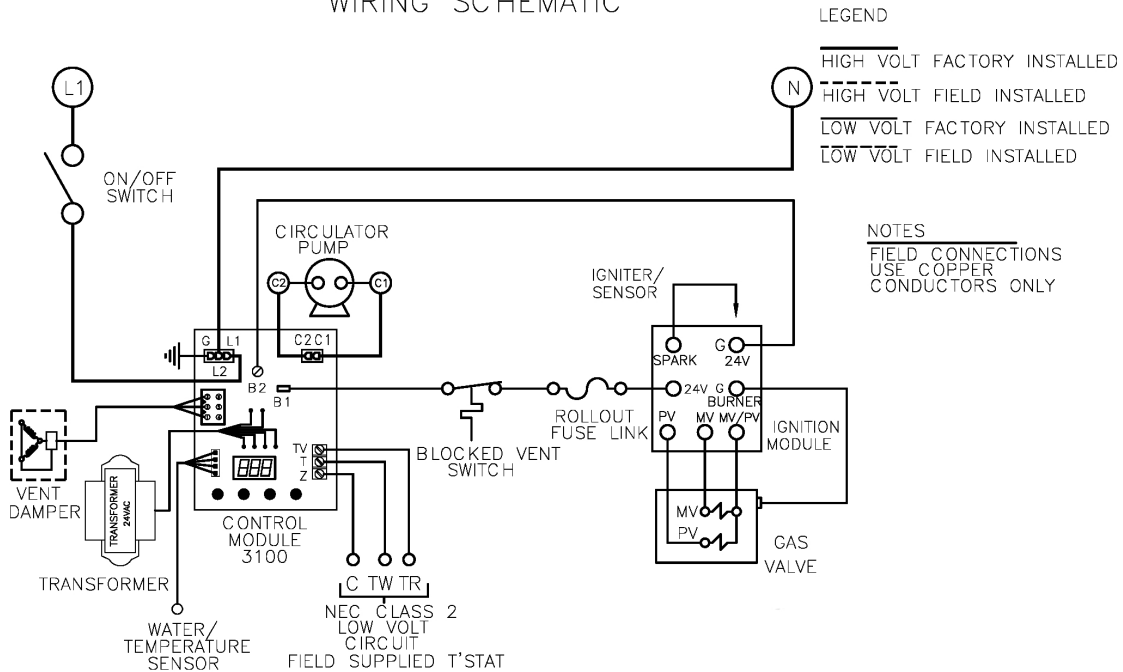 WIRING SCHEMATIC
LEGEND
HIGH VOLT FACTORY INSTALLED
HIGH VOLT FIELD INSTALLED
LOW VOLT FACTORY INSTALLED
LOW VOLT FIELD INSTALLED
NOTES
FIELD CONNECTIONS
USE COPPER
CONDUCTORS ONLY
L1
N
ON/OFF
SWITCH
CIRCULATOR
PUMP
C2
C1
G L1
L2
C2 C1
B2
B1
TV
T
Z
CONTROL
MODULE
3100
VENT
DAMPER
TRANSFORMER
24VAC
TRANSFORMER
WATER/
TEMPERATURE
SENSOR
C TW TR
NEC CLASS 2
LOW VOLT
CIRCUIT
FIELD SUPPLIED T'STAT
BLOCKED VENT
SWITCH
ROLLOUT
FUSE LINK
IGNITER/
SENSOR
SPARK
G
24V
24V G
BURNER
PV MV MV/PV
IGNITION
MODULE
MV
PV
GAS
VALVE